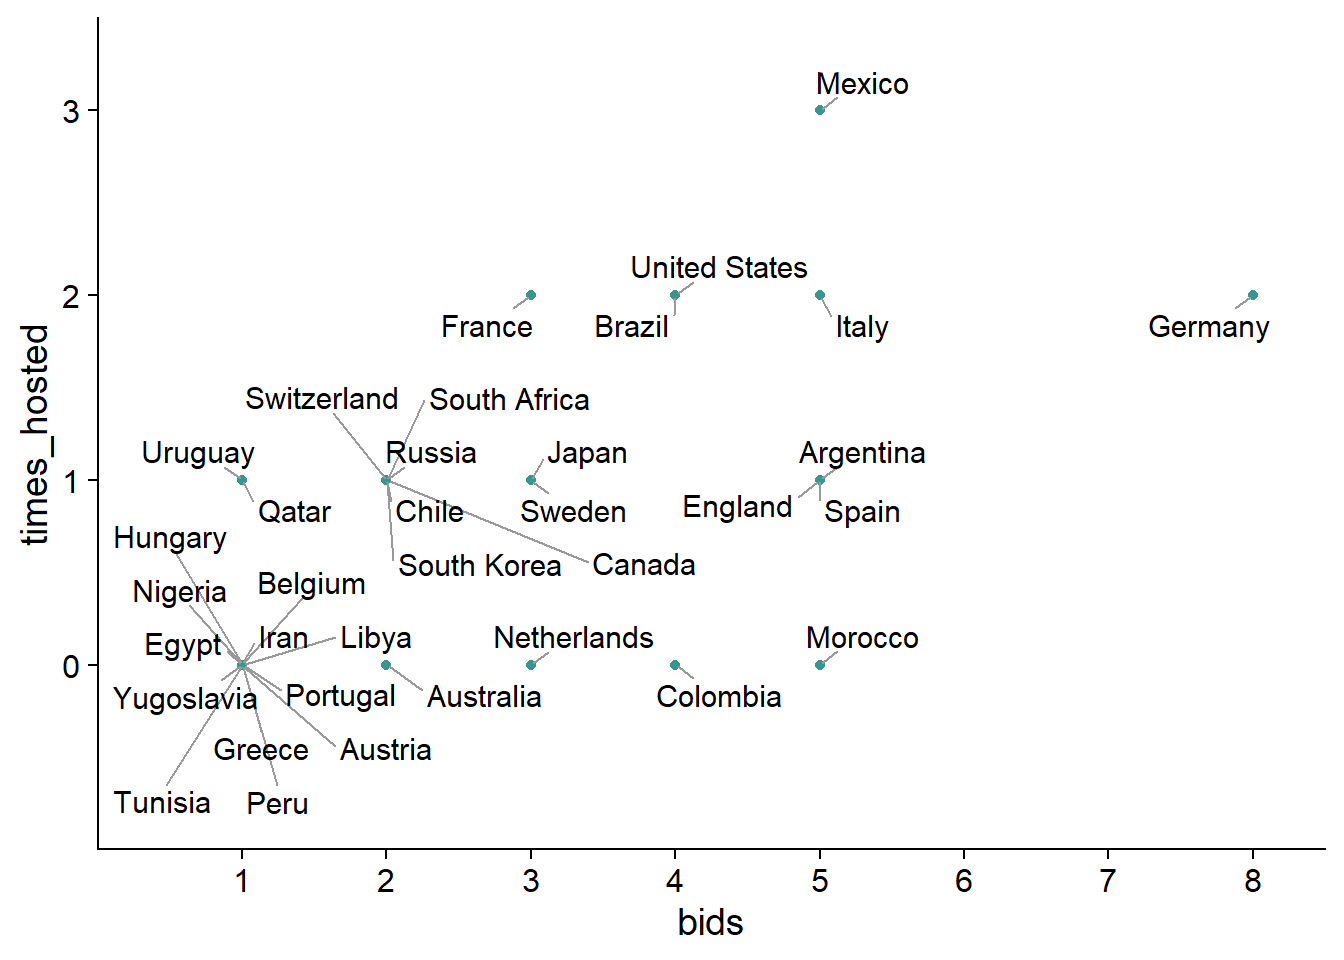 Mexico
3
United States
2
France
Brazil
Italy
Germany
Switzerland
South Africa
Uruguay
Russia
Japan
Argentina
1
Qatar
Chile
Sweden
England
Spain
Hungary
South Korea
Canada
Nigeria
Belgium
Egypt
Iran
Libya
Netherlands
Morocco
0
Yugoslavia
Portugal
Australia
Colombia
Greece
Austria
Tunisia
Peru
times_hosted
1 2 3 4 5 6 7 8
bids